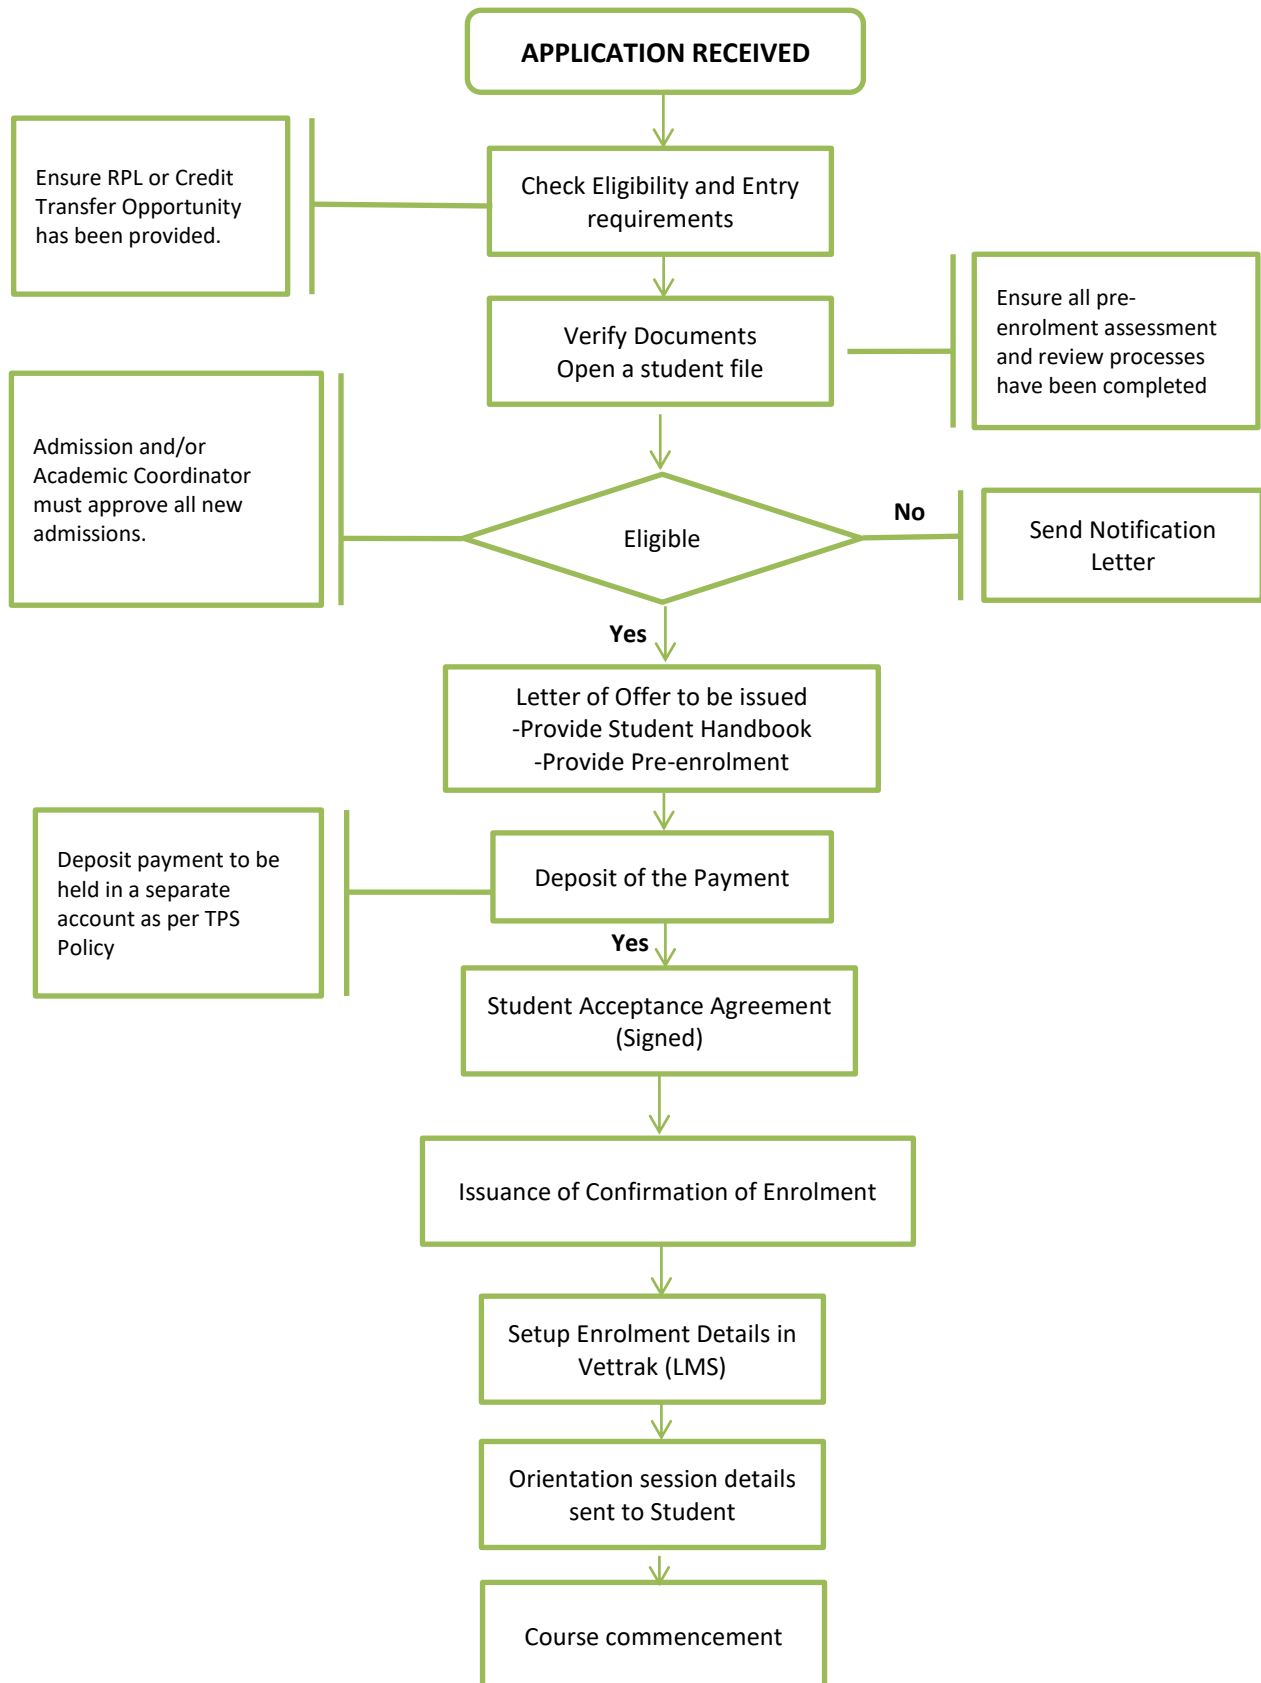 APPLICATION RECEIVED
Ensure RPL or Credit
Transfer Opportunity
has been provided.
Check Eligibility and Entry
requirements
Verify Documents
Open a student file
Ensure all pre-
enrolment assessment
and review processes
have been completed
Admission and/or
Academic Coordinator
must approve all new
admissions.
Eligible
No
Send Notification
Letter
Yes
Letter of Offer to be issued
-Provide Student Handbook
-Provide Pre-enrolment
Deposit payment to be
held in a separate
account as per TPS
Policy
Deposit of the Payment
Yes
Student Acceptance Agreement
(Signed)
Issuance of Confirmation of Enrolment
Setup Enrolment Details in
Vettrak (LMS)
Orientation session details
sent to Student
Course commencement